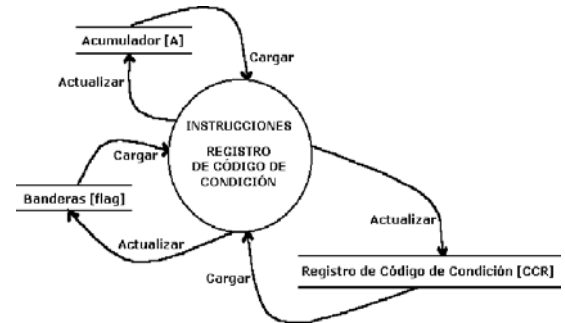 Acumulador [A]
Cargar
Actualizar
INSTRUCCIONES
REGISTRO
DE CÓDIGO DE
CONDICIÓN
Cargar
Banderas [flag]
Actualizar
Actualizar
Registro de Código de Condición [CCR]
Cargar